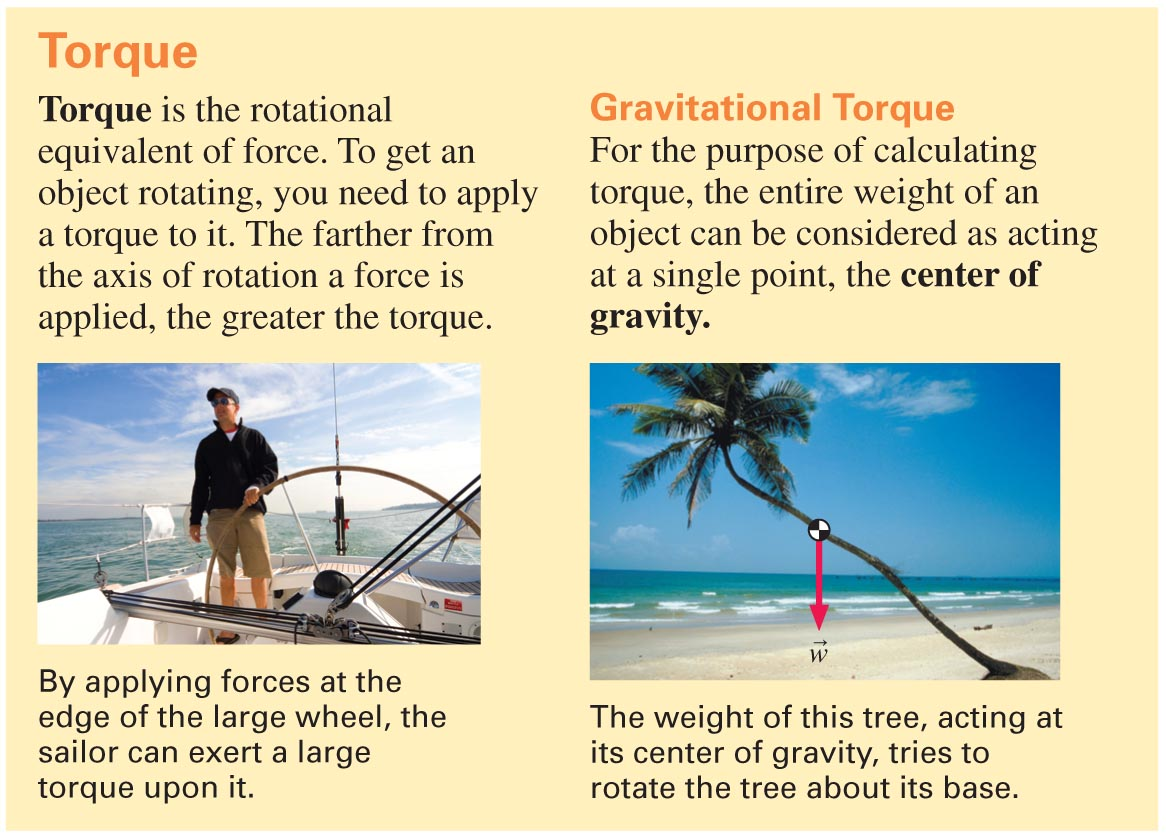 Torque
Torque is the rotational
equivalent of force. To get an
object rotating, you need to apply
a torque to it. The farther from
the axis of rotation a force is
applied, the greater the torque.
By applying forces at the
edge of the large wheel, the
sailor can exert a large
torque upon it.
Gravitational Torque
For the purpose of calculating
torque, the entire weight of an
object can be considered as acting
at a single point, the center of
gravity.
w⃗
The weight of this tree, acting at
its center of gravity, tries to
rotate the tree about its base.